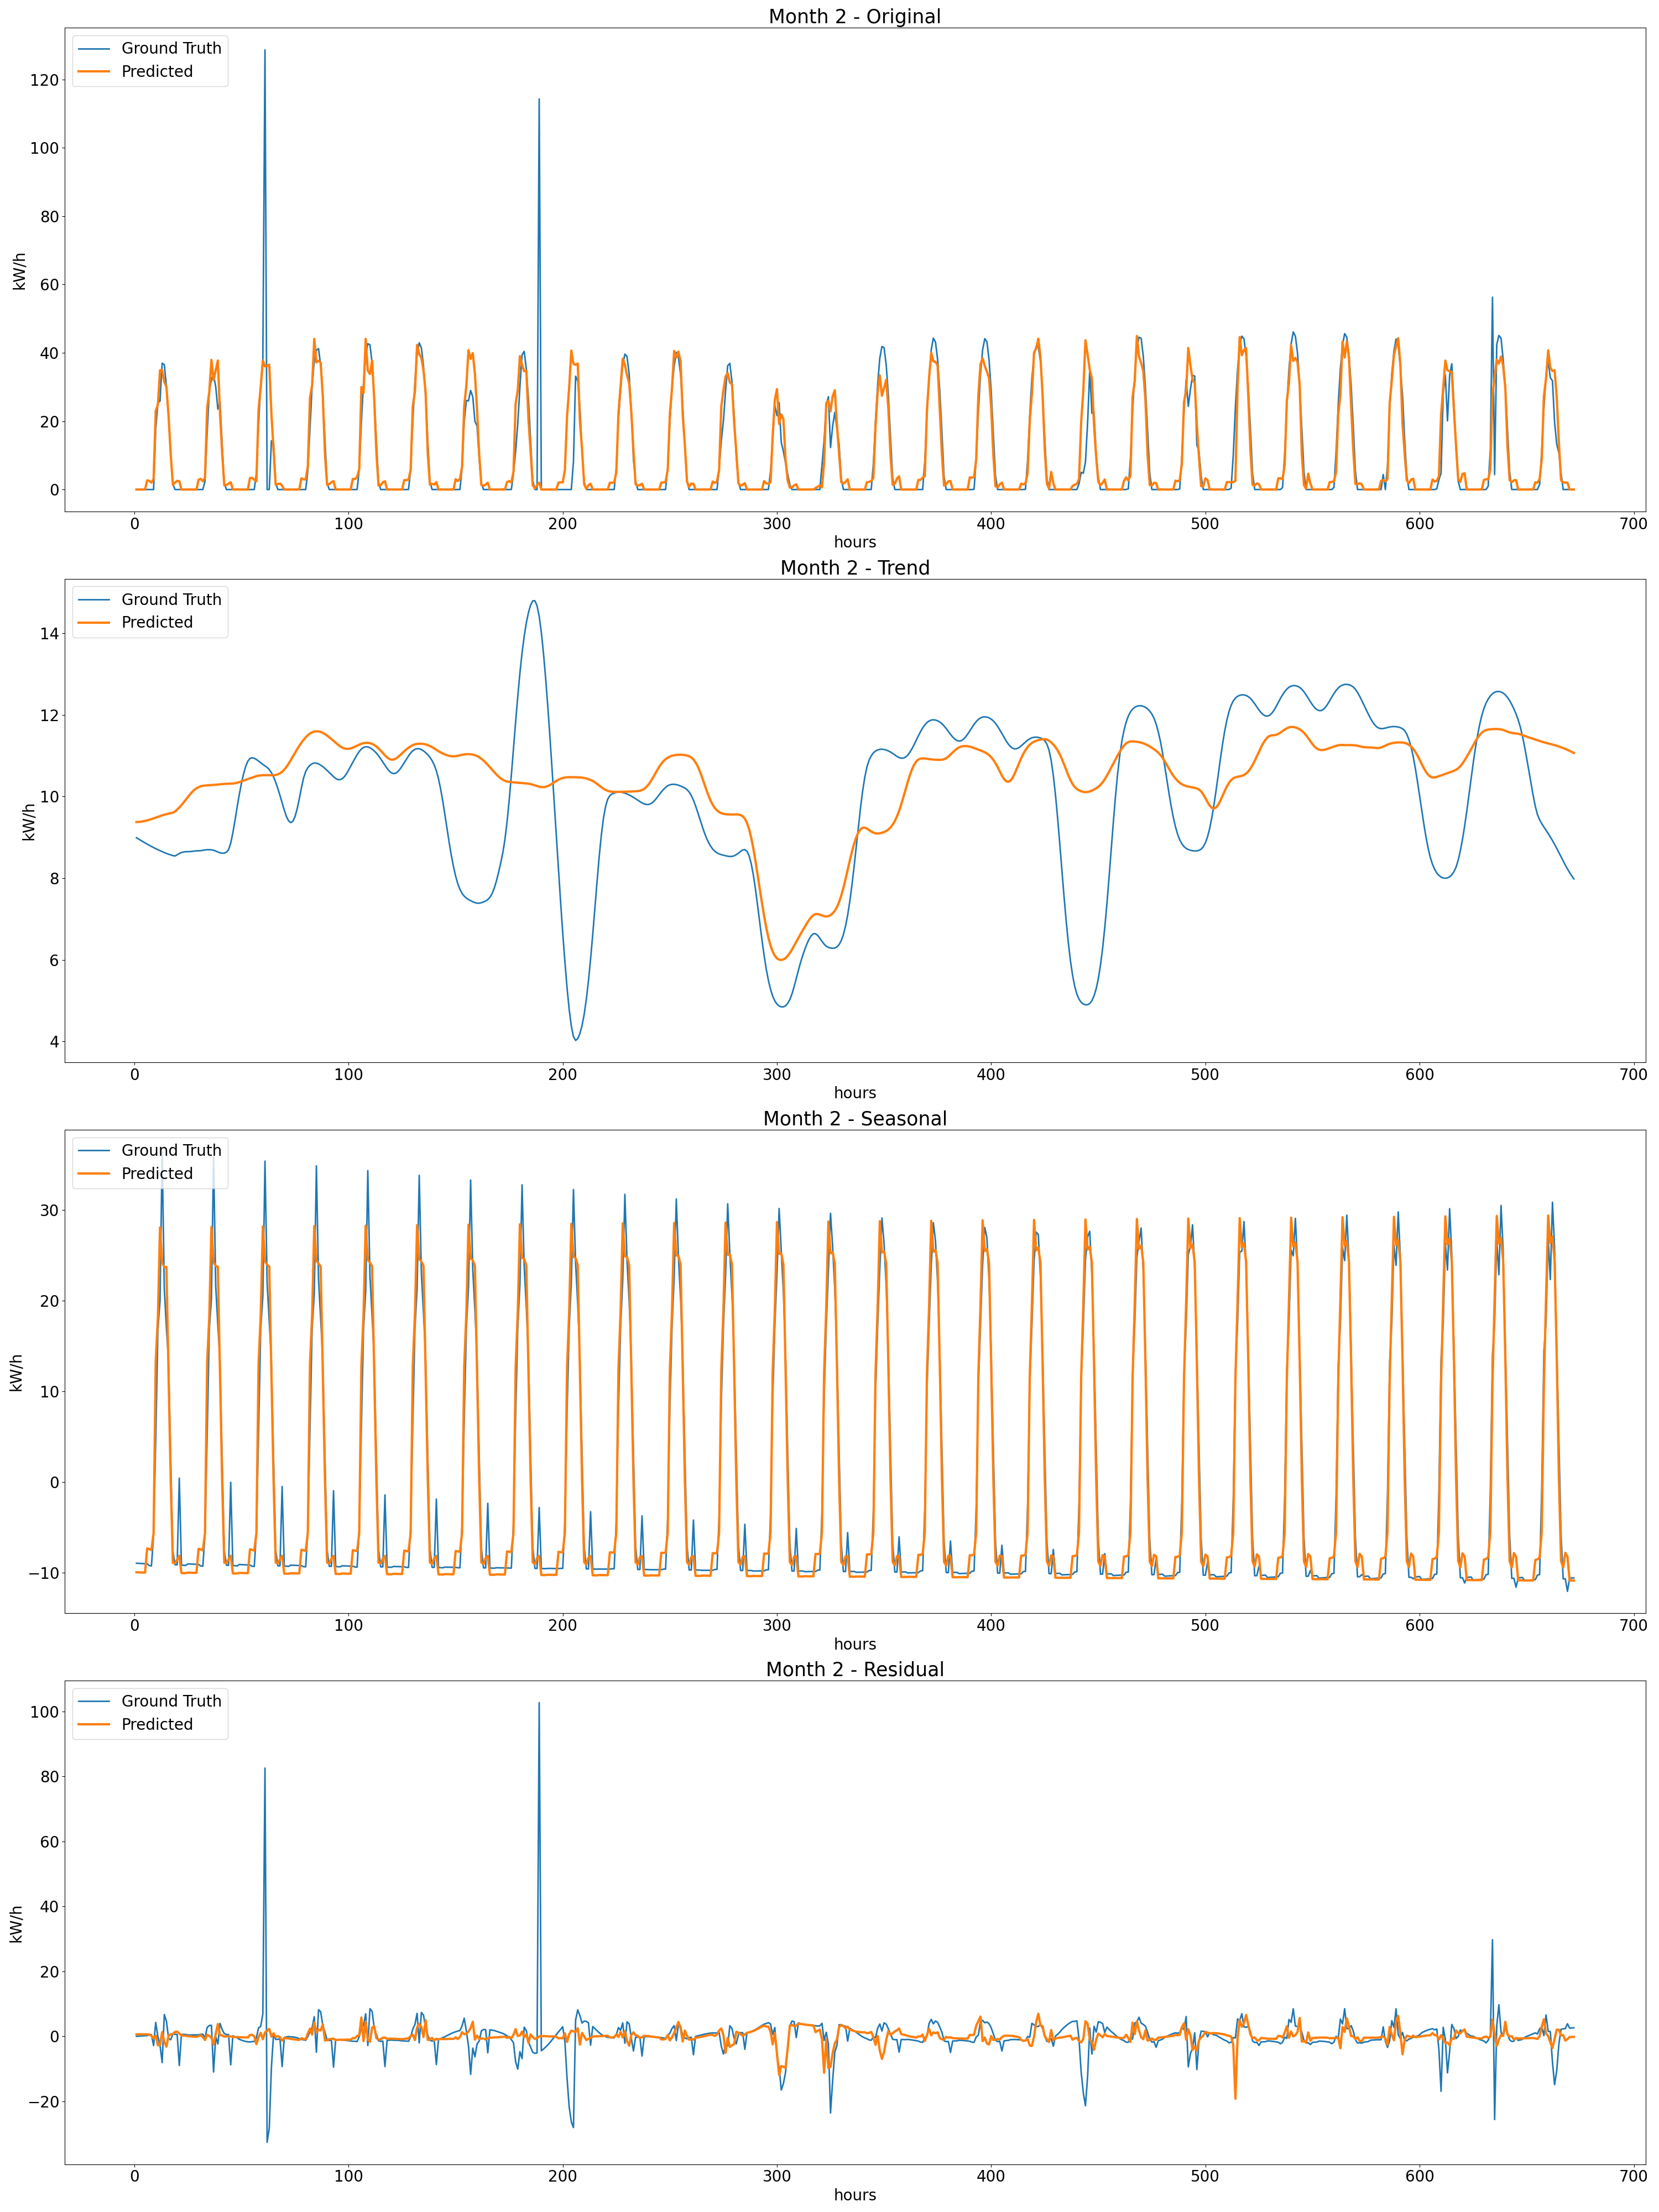 Month 2 - Original
Ground Truth
Predicted
120
100
80
60
40
20
0
kW/h
0 100 200 300 400 500 600 700
hours
Month 2 - Trend
Ground Truth
Predicted
14
12
10
8
6
4
kW/h
0 100 200 300 400 500 600 700
hours
Month 2 - Seasonal
Ground Truth
Predicted
30
20
10
0
−10
kW/h
0 100 200 300 400 500 600 700
hours
Month 2 - Residual
Ground Truth
Predicted
100
80
60
40
20
0
−20
kW/h
0 100 200 300 400 500 600 700
hours